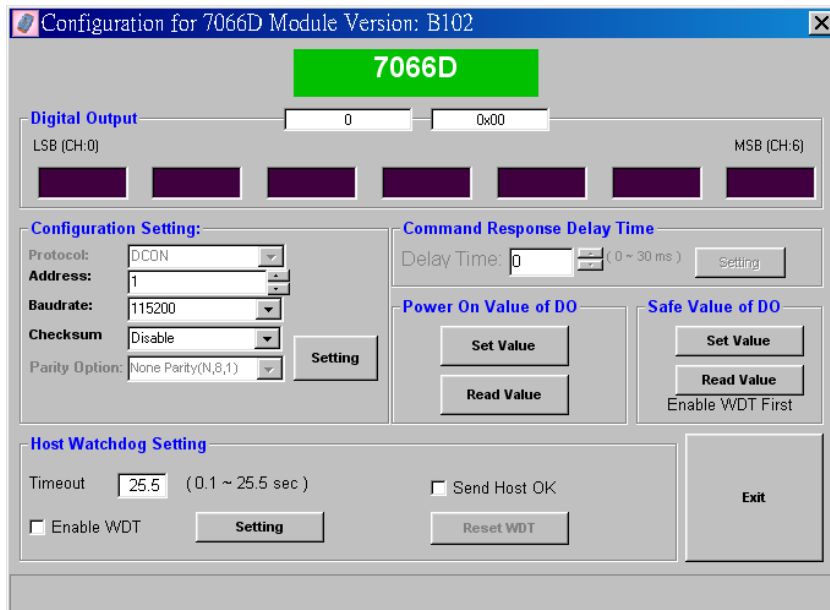 Configuration for 7066D Module Version: B102
7066D
Digital Output
0
0x00
LSB (CH:0)
MSB (CH:6)
Configuration Setting:
Protocol:
DCON
Address:
1
Baudrate:
115200
Checksum
Disable
Parity Option:
None Parity(N,8,1)
Setting
Command Response Delay Time
Delay Time:
0
( 0 ~ 30 ms )
Setting
Power On Value of DO
Set Value
Read Value
Safe Value of DO
Set Value
Read Value
Enable WDT First
Host Watchdog Setting
Timeout
25.5
( 0.1 ~ 25.5 sec )
Send Host OK
Enable WDT
Setting
Reset WDT
Exit